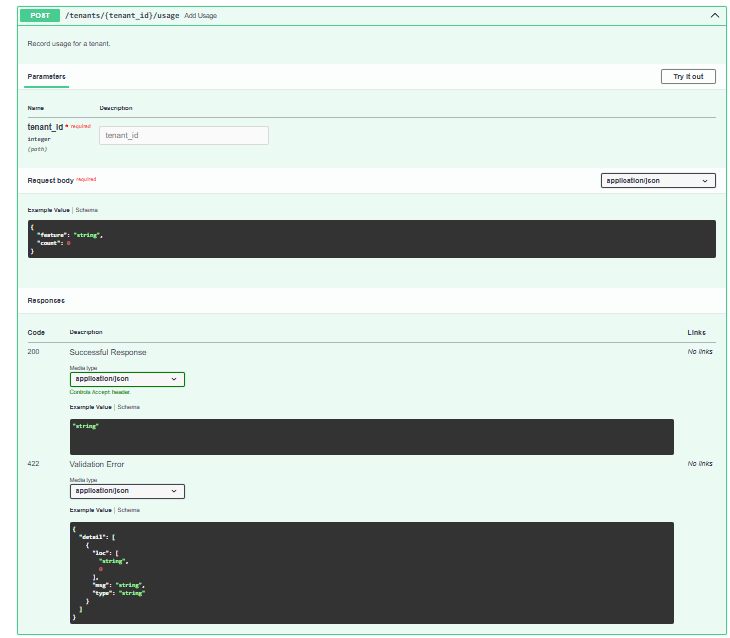 POST /tenants/{tenant_id}/usage Add Usage
Record usage for a tenant.
Parameters
Try it out
Name Description
tenant_id * required
integer
(path)
tenant_id
Request body required
application/json
Example Value | Schema
{
"feature": "string",
"count": 0
}
Responses
Code Description Links
200 Successful Response No links
Media type
application/json
Controls Accept header.
Example Value | Schema
"string"
422 Validation Error No links
Media type
application/json
Example Value | Schema
{
"detail": [
{
"loc": [
"string",
0
],
"msg": "string",
"type": "string"
}
]
}